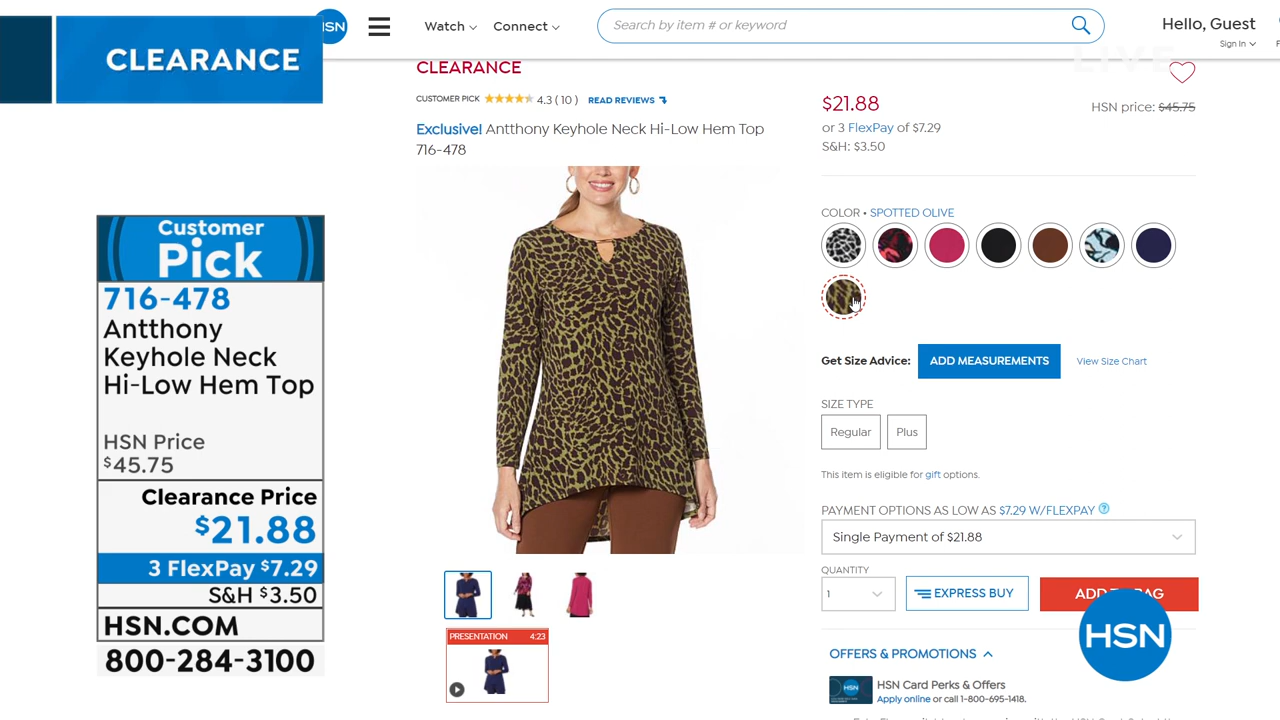 CLEARANCE
HSN
Watch
Connect
Search by item # or keyword
Hello, Guest
Sign In
LIVE
CLEARANCE
CUSTOMER PICK 4.3 ( 10 ) READ REVIEWS
Exclusive! Antthony Keyhole Neck Hi-Low Hem Top
716-478
Customer
Pick
716-478
Antthony
Keyhole Neck
Hi-Low Hem Top
HSN Price
$45.75
Clearance Price
$21.88
3 FlexPay $7.29
S&H $3.50
HSN.COM
800-284-3100
PRESENTATION 4:23
$21.88
HSN price: $45.75
or 3 FlexPay of $7.29
S&H: $3.50
COLOR • SPOTTED OLIVE
Get Size Advice: ADD MEASUREMENTS View Size Chart
SIZE TYPE
Regular Plus
This item is eligible for gift options.
PAYMENT OPTIONS AS LOW AS $7.29 W/FLEXPAY ?
Single Payment of $21.88
QUANTITY
1
EXPRESS BUY
ADD BAG
HSN
OFFERS & PROMOTIONS
HSN
HSN Card Perks & Offers
Apply online or call 1-800-695-1418.